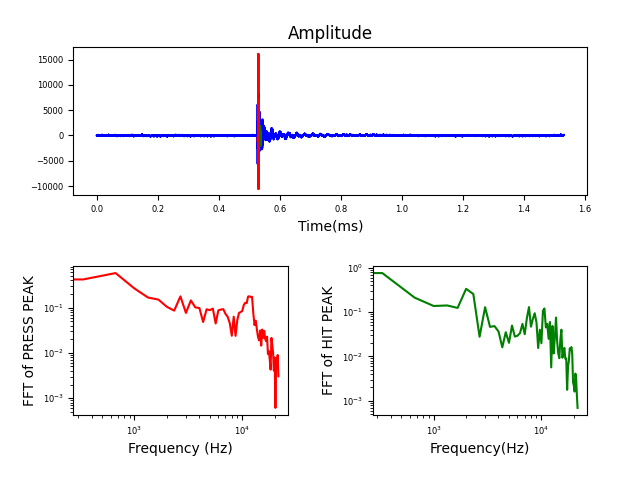 Amplitude
15000
10000
5000
0
−5000
−10000
0.0 0.2 0.4 0.6 0.8 1.0 1.2 1.4 1.6
Time(ms)
FFT of PRESS PEAK
10⁻¹
10⁻²
10⁻³
10³ 10⁴
Frequency (Hz)
FFT of HIT PEAK
10⁰
10⁻¹
10⁻²
10⁻³
10³ 10⁴
Frequency(Hz)